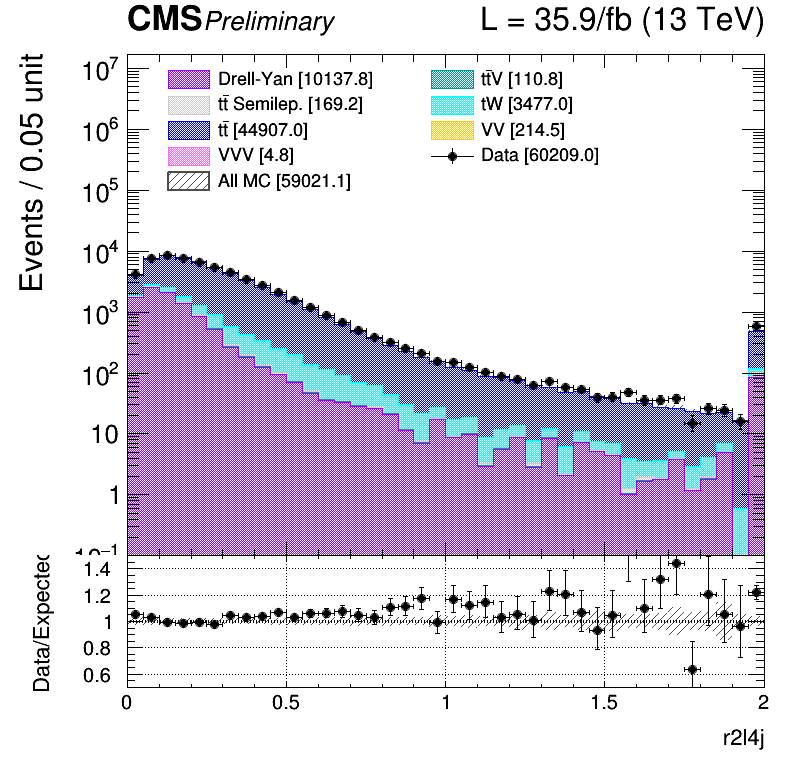 CMS Preliminary L = 35.9/fb (13 TeV)
Events / 0.05 unit
10⁷
10⁶
10⁵
10⁴
10³
10²
10
1
10⁻¹
Drell-Yan [10137.8]
tt̄ Semilep. [169.2]
tt̄ [44907.0]
VVV [4.8]
All MC [59021.1]
tt̄V [110.8]
tW [3477.0]
VV [214.5]
Data [60209.0]
Data/Expected
1.4
1.2
1
0.8
0.6
0 0.5 1 1.5 2
r2l4j